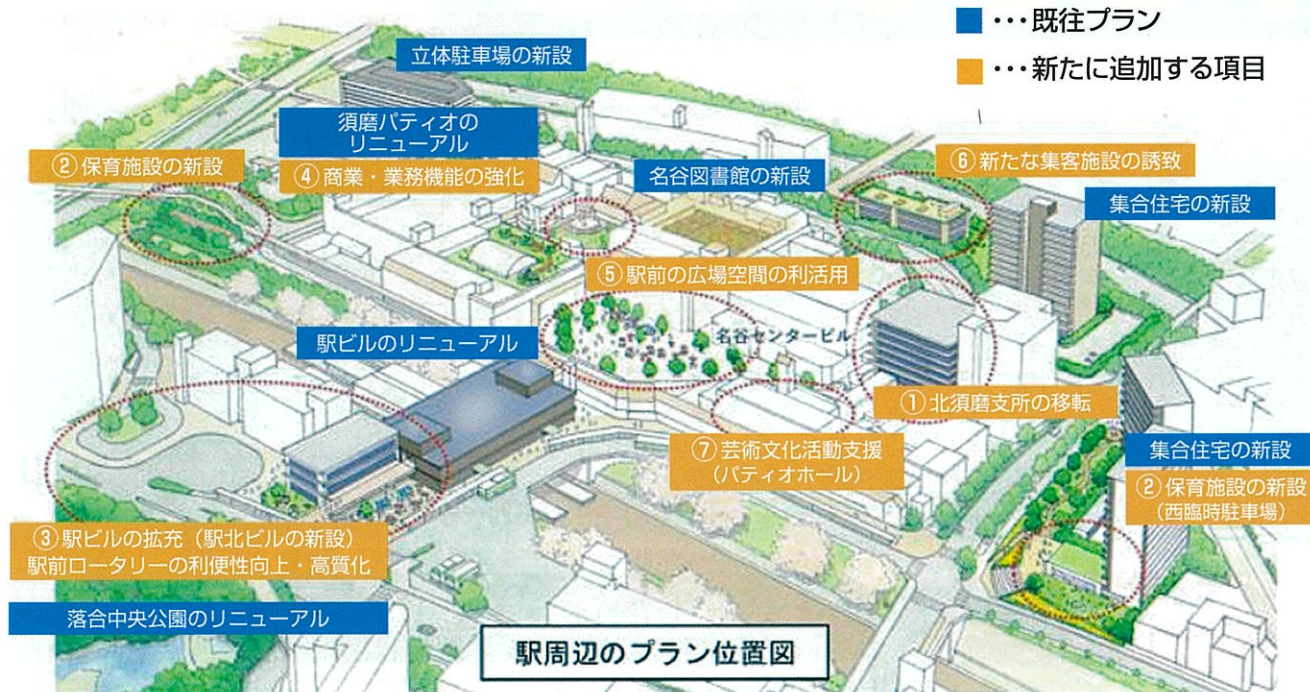 ■・・・既往プラン
■・・・新たに追加する項目
立体駐車場の新設
須磨パティオの
リニューアル
④商業・業務機能の強化
②保育施設の新設
名谷図書館の新設
⑥新たな集客施設の誘致
集合住宅の新設
⑤駅前の広場空間の利活用
駅ビルのリニューアル
名谷センタービル
①北須磨支所の移転
⑦芸術文化活動支援
(パティオホール)
集合住宅の新設
②保育施設の新設
(西臨時駐車場)
③駅ビルの拡充(駅北ビルの新設)
駅前ロータリーの利便性向上・高質化
落合中央公園のリニューアル
駅周辺のプラン位置図